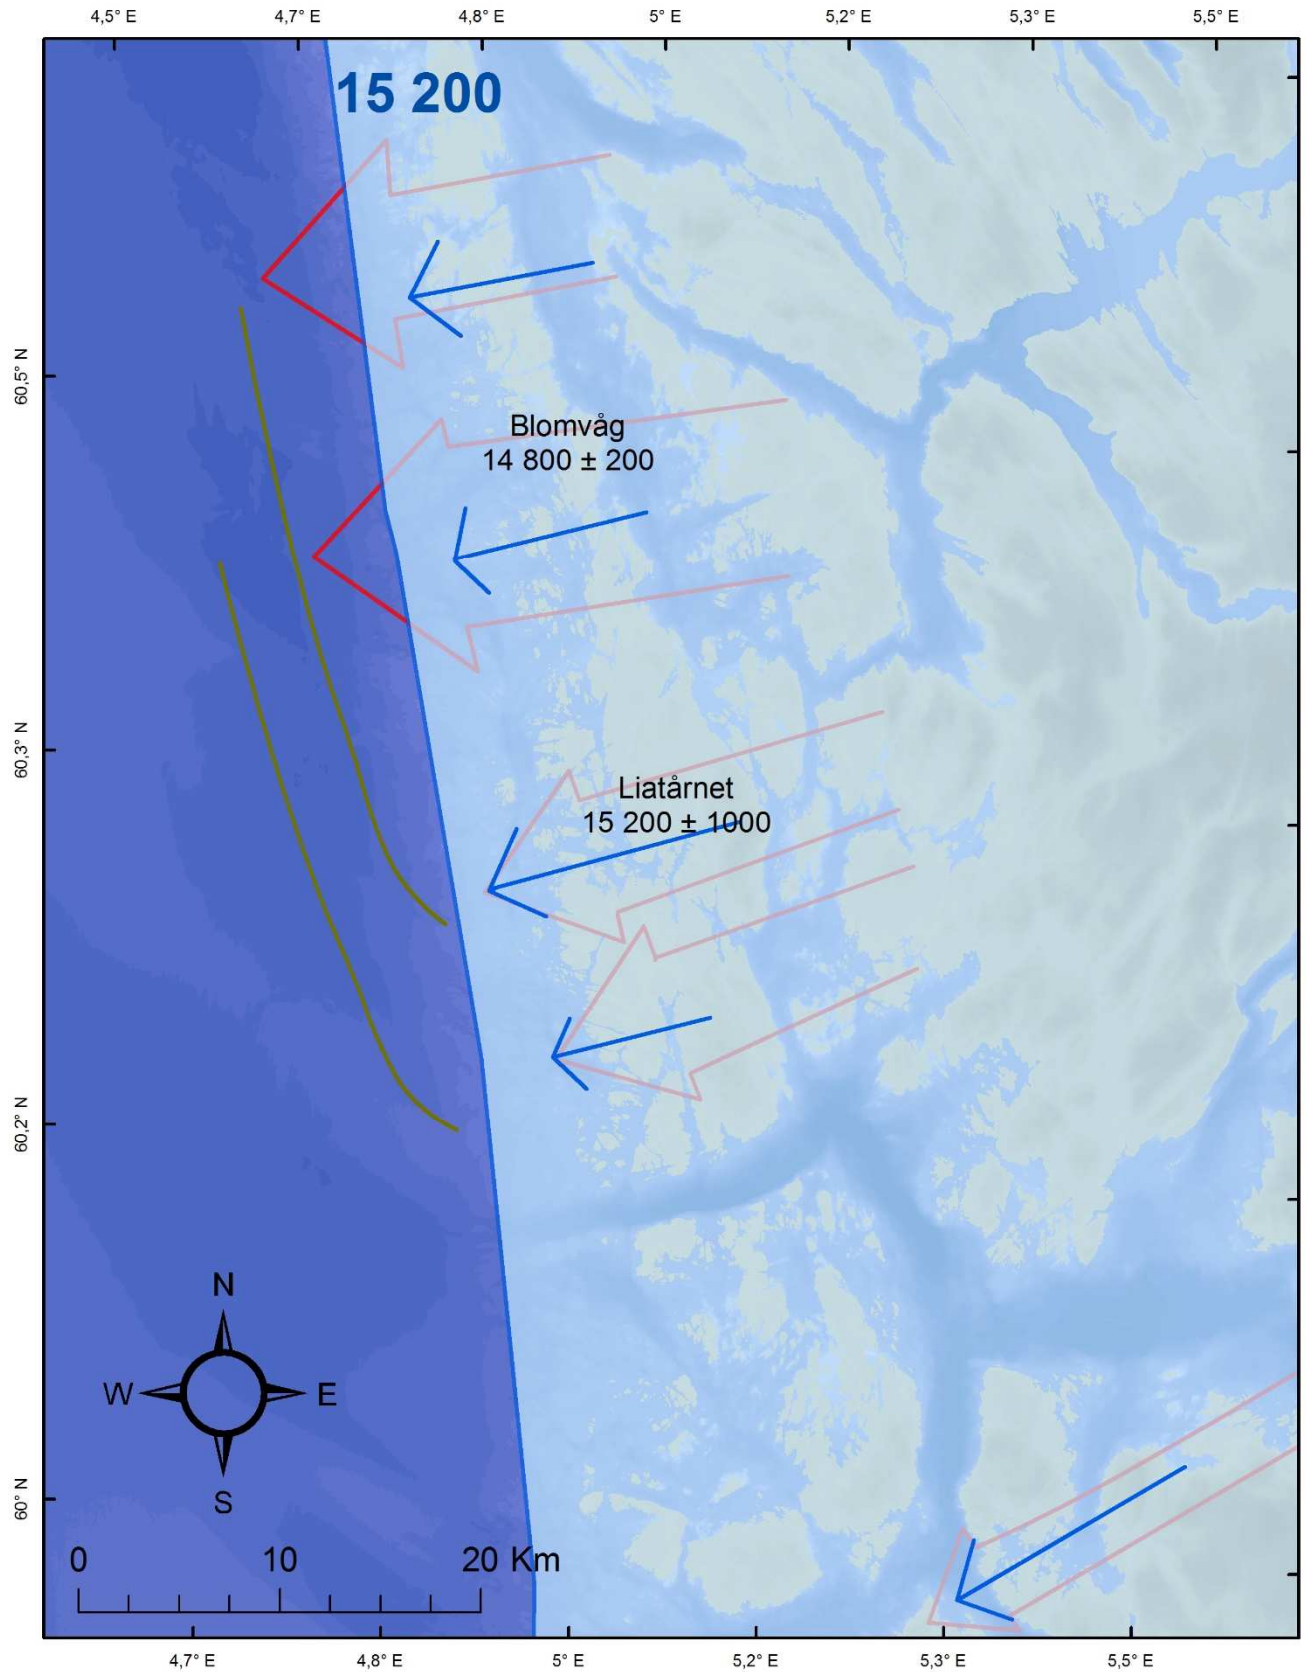 4,5° E 4,7° E 4,8° E 5° E 5,2° E 5,3° E 5,5° E
15 200
60,5° N
Blomvåg
14 800 ± 200
60,3° N
Liatårnet
15 200 ± 1000
60,2° N
N
W E
S
60° N
0 10 20 Km
4,7° E 4,8° E 5° E 5,2° E 5,3° E 5,5° E